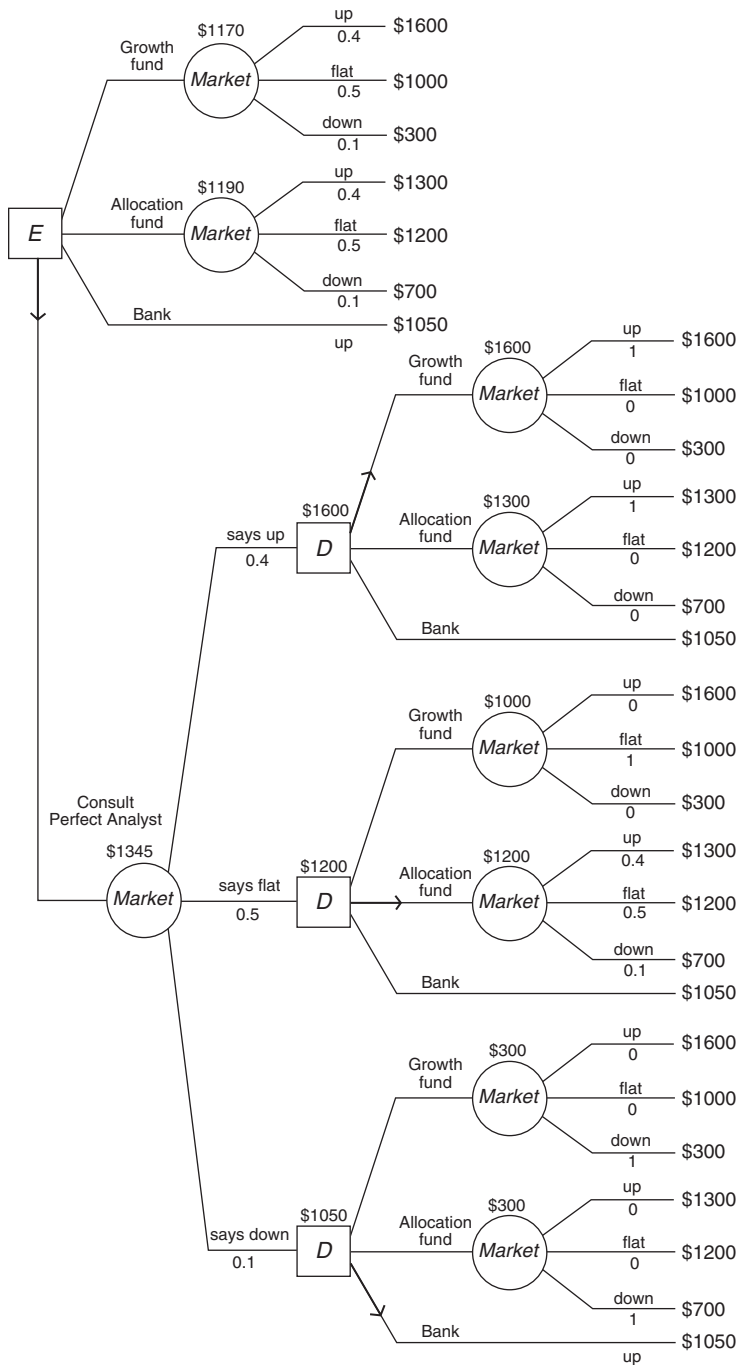 up
$1170
0.4
$1600
Growth
fund
Market
flat
0.5
$1000
down
0.1
$300
up
$1190
0.4
$1300
Allocation
fund
E
Market
flat
0.5
$1200
down
0.1
$700
Bank
$1050
up
$1600
up
1
$1600
Growth
fund
Market
flat
0
$1000
down
0
$300
$1600
says up
0.4
D
$1300
up
1
$1300
Allocation
fund
Market
flat
0
$1200
down
0
$700
Bank
$1050
$1000
up
0
$1600
Growth
fund
Market
flat
1
$1000
down
0
$300
Consult
Perfect Analyst
$1345
Market
says flat
0.5
$1200
D
$1200
up
0.4
$1300
Allocation
fund
Market
flat
0.5
$1200
down
0.1
$700
Bank
$1050
$300
up
0
$1600
Growth
fund
Market
flat
0
$1000
down
1
$300
says down
0.1
$1050
D
$300
up
0
$1300
Allocation
fund
Market
flat
0
$1200
down
1
$700
Bank
$1050
up